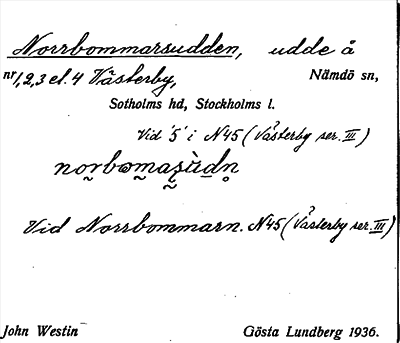 Norrbommarsudden, udde å
nr 1,2,3 el. 4 Västerby, Nämdö sn,
Sotholms hd, Stockholms l.
Vid '5' i N45 (Västerby ser. III)
Vid Norrbommarn. N45 (Västerby ser. III)
John Westin Gösta Lundberg 1936.